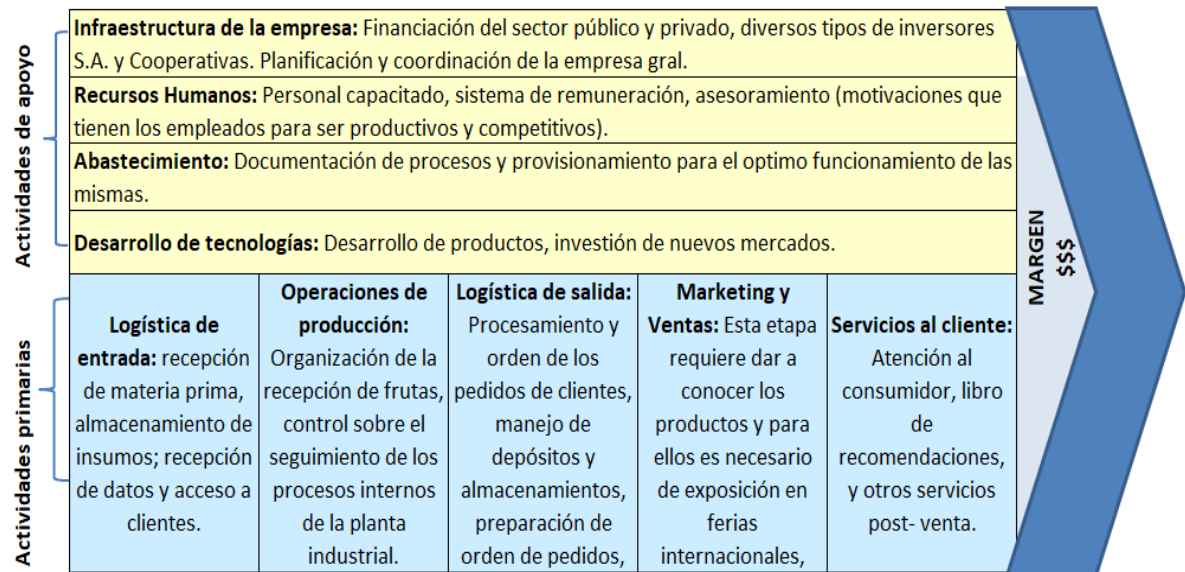 Actividades de apoyo
Infraestructura de la empresa: Financiación del sector público y privado, diversos tipos de inversores
S.A. y Cooperativas. Planificación y coordinación de la empresa gral.
Recursos Humanos: Personal capacitado, sistema de remuneración, asesoramiento (motivaciones que
tienen los empleados para ser productivos y competitivos).
Abastecimiento: Documentación de procesos y provisionamiento para el optimo funcionamiento de las
mismas.
Desarrollo de tecnologías: Desarrollo de productos, investión de nuevos mercados.
Actividades primarias
Logística de
entrada: recepción
de materia prima,
almacenamiento de
insumos; recepción
de datos y acceso a
clientes.
Operaciones de
producción:
Organización de la
recepción de frutas,
control sobre el
seguimiento de los
procesos internos
de la planta
industrial.
Logística de salida:
Procesamiento y
orden de los
pedidos de clientes,
manejo de
depósitos y
almacenamientos,
preparación de
orden de pedidos,
Marketing y
Ventas: Esta etapa
requiere dar a
conocer los
productos y para
ellos es necesario
de exposición en
ferias
internacionales,
Servicios al cliente:
Atención al
consumidor, libro
de
recomendaciones,
y otros servicios
post- venta.
MARGEN
$$$